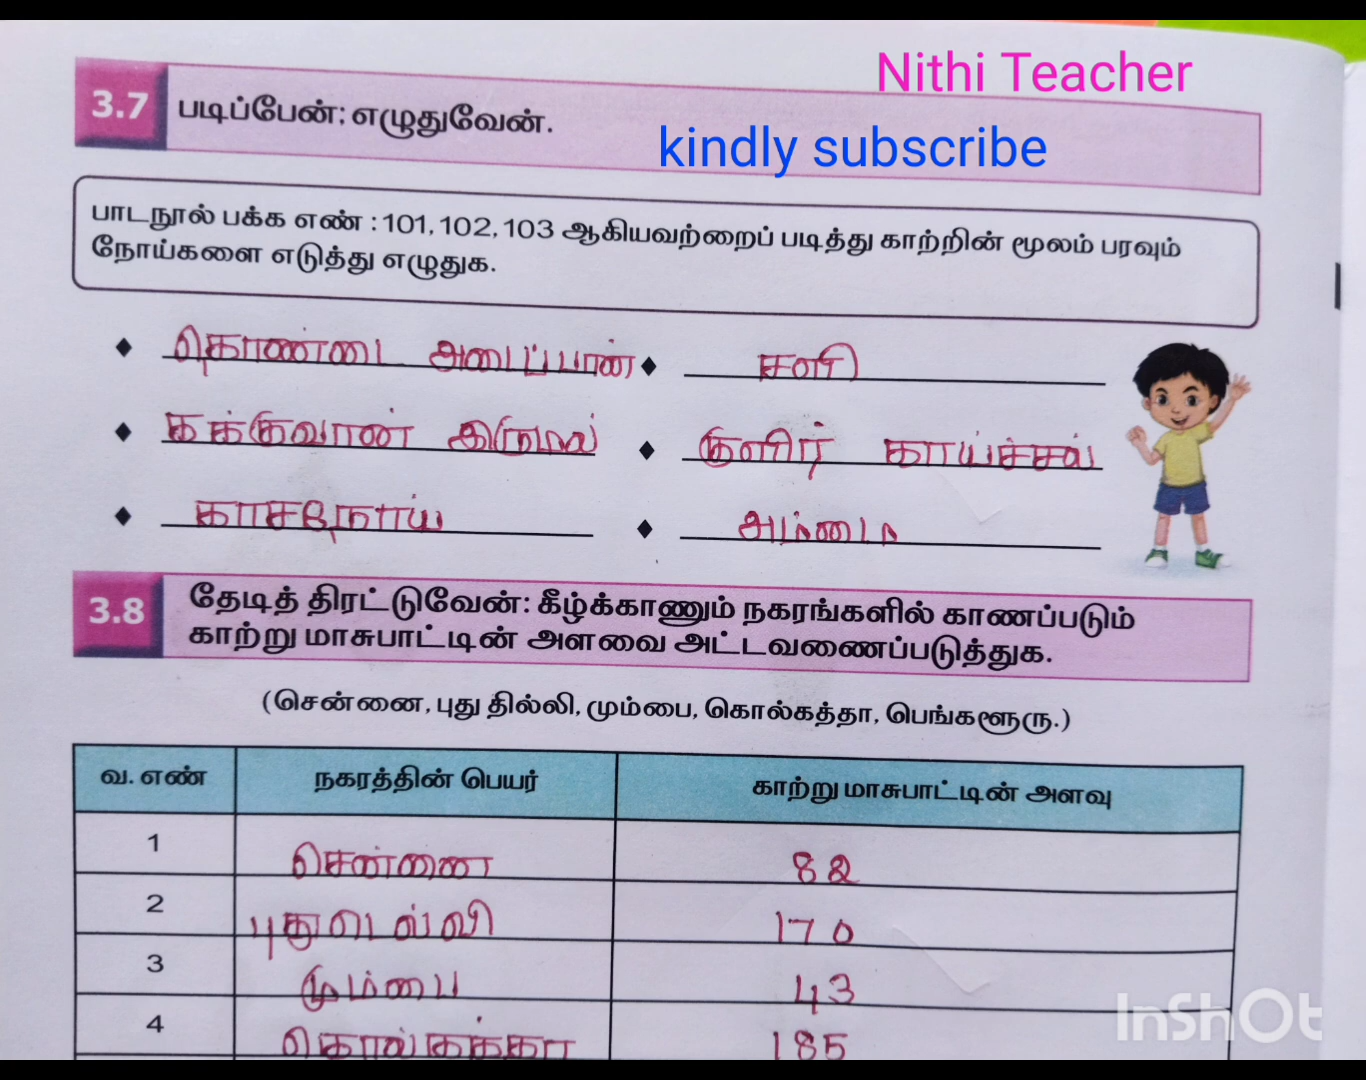 Nithi Teacher
3.7 படிப்பேன்: எழுதுவேன்.
kindly subscribe
பாடநூல் பக்க எண் : 101, 102, 103 ஆகியவற்றைப் படித்து காற்றின் மூலம் பரவும்
நோய்களை எடுத்து எழுதுக.
தொண்டை அடைப்பான்
சளி
கக்குவான் இருமல்
குளிர் காய்ச்சல்
காசநோய்
அம்மை
3.8 தேடித் திரட்டுவேன்: கீழ்க்காணும் நகரங்களில் காணப்படும்
காற்று மாசுபாட்டின் அளவை அட்டவணைப்படுத்துக.
(சென்னை, புது தில்லி, மும்பை, கொல்கத்தா, பெங்களூரு.)
வ. எண் நகரத்தின் பெயர் காற்று மாசுபாட்டின் அளவு
1 சென்னை 82
2 புதுடெல்லி 170
3 மும்பை 43
4 கொல்கத்தா 185
InShOt